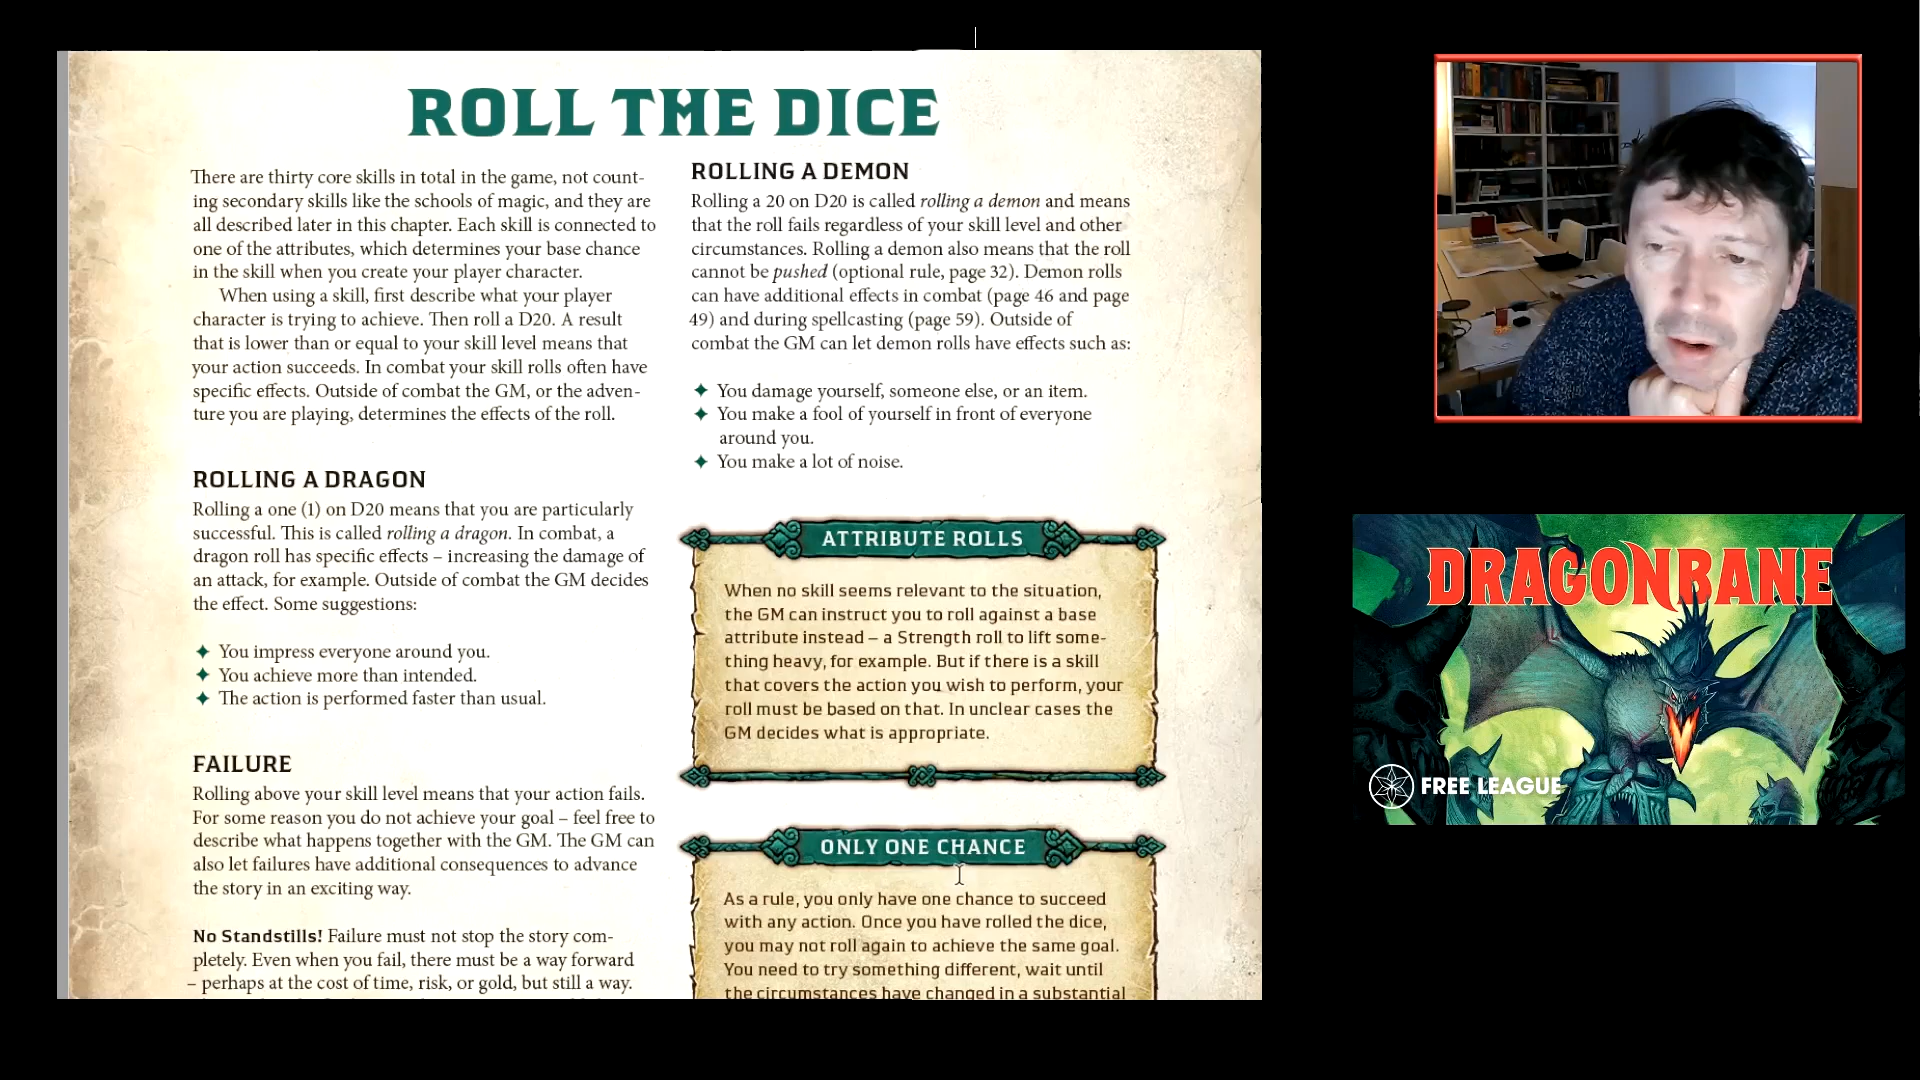 ROLL THE DICE
There are thirty core skills in total in the game, not count-
ing secondary skills like the schools of magic, and they are
all described later in this chapter. Each skill is connected to
one of the attributes, which determines your base chance
in the skill when you create your player character.
When using a skill, first describe what your player
character is trying to achieve. Then roll a D20. A result
that is lower than or equal to your skill level means that
your action succeeds. In combat your skill rolls often have
specific effects. Outside of combat the GM, or the adven-
ture you are playing, determines the effects of the roll.
ROLLING A DRAGON
Rolling a one (1) on D20 means that you are particularly
successful. This is called rolling a dragon. In combat, a
dragon roll has specific effects – increasing the damage of
an attack, for example. Outside of combat the GM decides
the effect. Some suggestions:
✦ You impress everyone around you.
✦ You achieve more than intended.
✦ The action is performed faster than usual.
FAILURE
Rolling above your skill level means that your action fails.
For some reason you do not achieve your goal – feel free to
describe what happens together with the GM. The GM can
also let failures have additional consequences to advance
the story in an exciting way.
No Standstills! Failure must not stop the story com-
pletely. Even when you fail, there must be a way forward
– perhaps at the cost of time, risk, or gold, but still a way.
ROLLING A DEMON
Rolling a 20 on D20 is called rolling a demon and means
that the roll fails regardless of your skill level and other
circumstances. Rolling a demon also means that the roll
cannot be pushed (optional rule, page 32). Demon rolls
can have additional effects in combat (page 46 and page
49) and during spellcasting (page 59). Outside of
combat the GM can let demon rolls have effects such as:
✦ You damage yourself, someone else, or an item.
✦ You make a fool of yourself in front of everyone
around you.
✦ You make a lot of noise.
ATTRIBUTE ROLLS
When no skill seems relevant to the situation,
the GM can instruct you to roll against a base
attribute instead – a Strength roll to lift some-
thing heavy, for example. But if there is a skill
that covers the action you wish to perform, your
roll must be based on that. In unclear cases the
GM decides what is appropriate.
ONLY ONE CHANCE
As a rule, you only have one chance to succeed
with any action. Once you have rolled the dice,
you may not roll again to achieve the same goal.
You need to try something different, wait until
the circumstances have changed in a substantial
DRAGONBANE
FREE LEAGUE